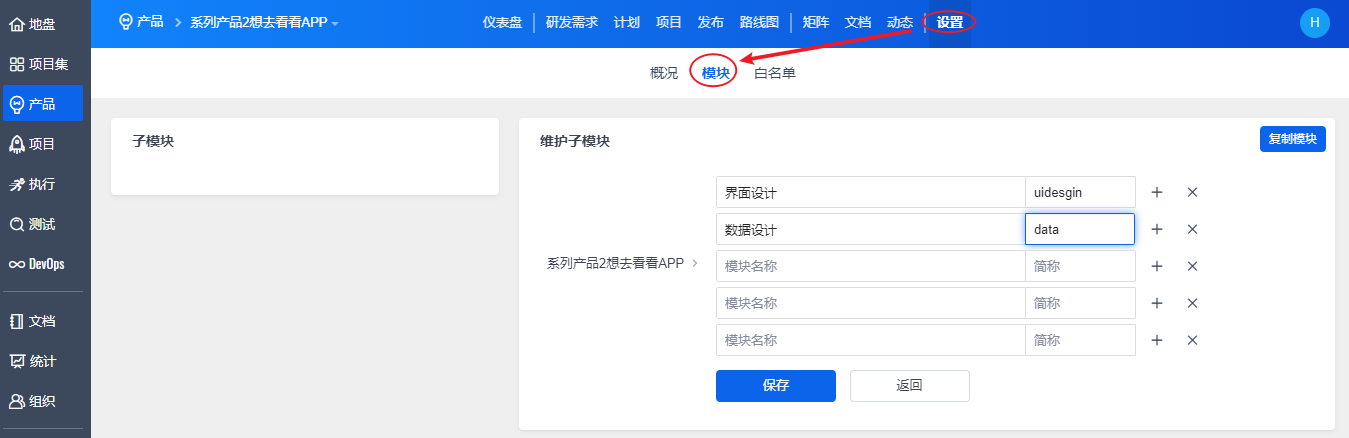 地盘
项目集
产品
项目
执行
测试
DevOps
文档
统计
组织
产品 系列产品2想去看看APP
仪表盘 研发需求 计划 项目 发布 路线图 矩阵 文档 动态 设置
H
概况 模块 白名单
子模块
维护子模块
复制模块
系列产品2想去看看APP
界面设计 uidesgin
数据设计 data
模块名称 简称
模块名称 简称
模块名称 简称
保存 返回